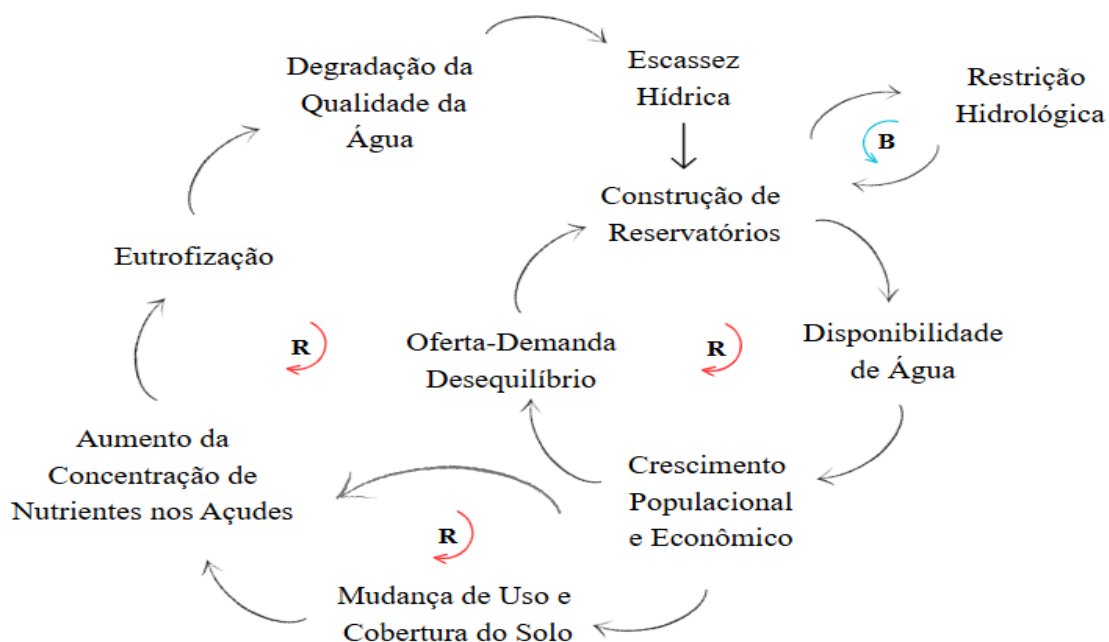 Degradação da
Qualidade da
Água
Escassez
Hídrica
Restrição
Hidrológica
B
Construção de
Reservatórios
Eutrofização
R
Oferta-Demanda
Desequilíbrio
R
Disponibilidade
de Água
Aumento da
Concentração de
Nutrientes nos Açudes
Crescimento
Populacional
e Econômico
R
Mudança de Uso e
Cobertura do Solo